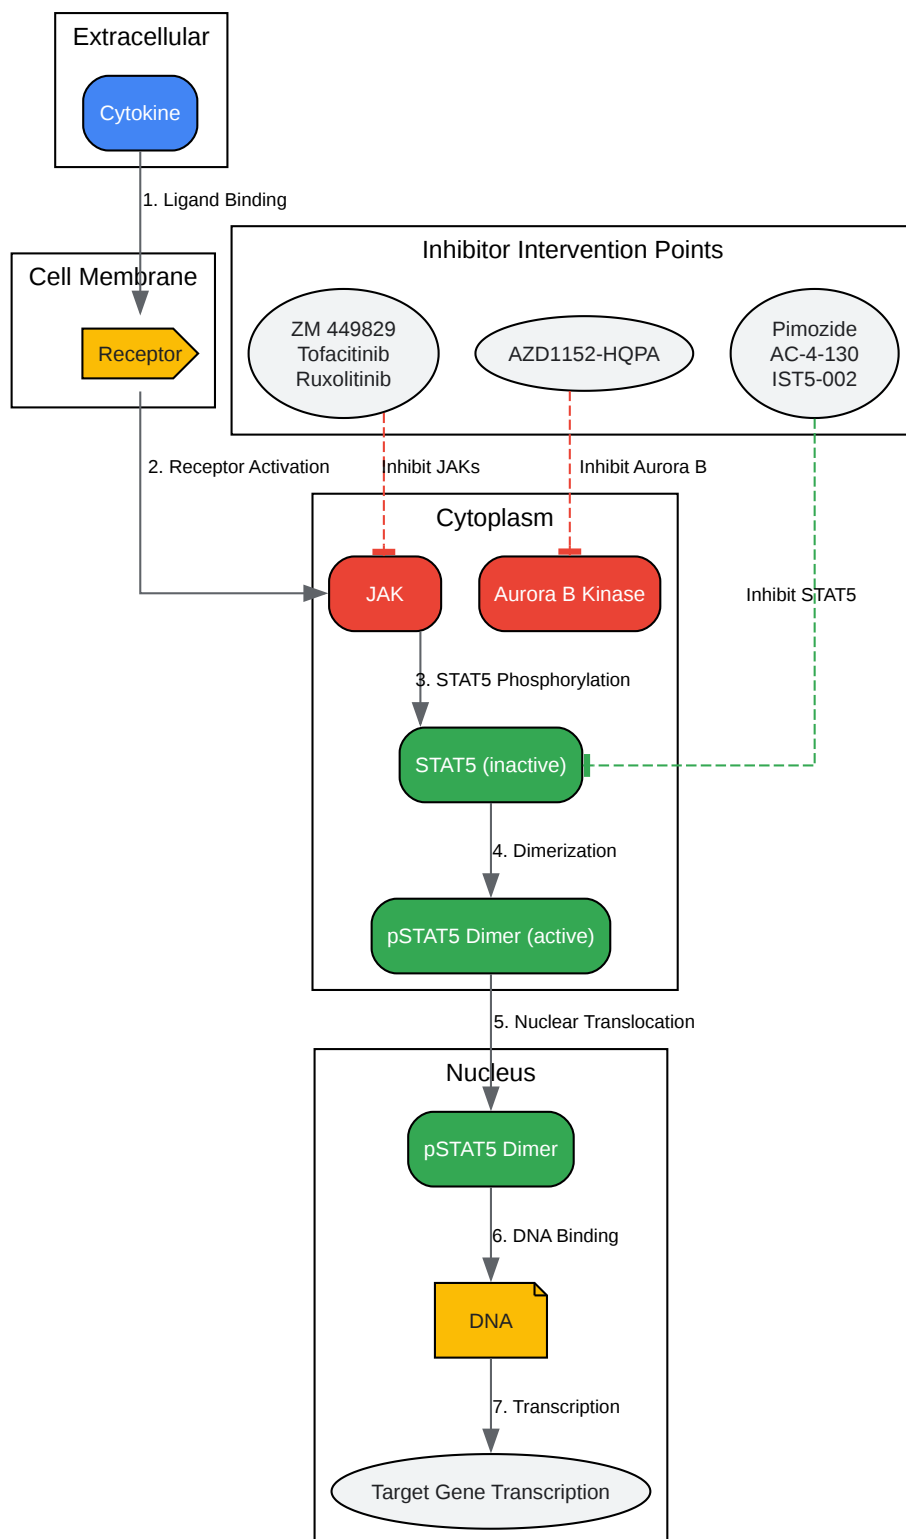 Extracellular
Cytokine
1. Ligand Binding
Cell Membrane
Receptor
Inhibitor Intervention Points
ZM 449829
Tofacitinib
Ruxolitinib
AZD1152-HQPA
Pimozide
AC-4-130
IST5-002
2. Receptor Activation
Inhibit JAKs
Inhibit Aurora B
Cytoplasm
JAK
Aurora B Kinase
Inhibit STAT5
3. STAT5 Phosphorylation
STAT5 (inactive)
4. Dimerization
pSTAT5 Dimer (active)
5. Nuclear Translocation
Nucleus
pSTAT5 Dimer
6. DNA Binding
DNA
7. Transcription
Target Gene Transcription